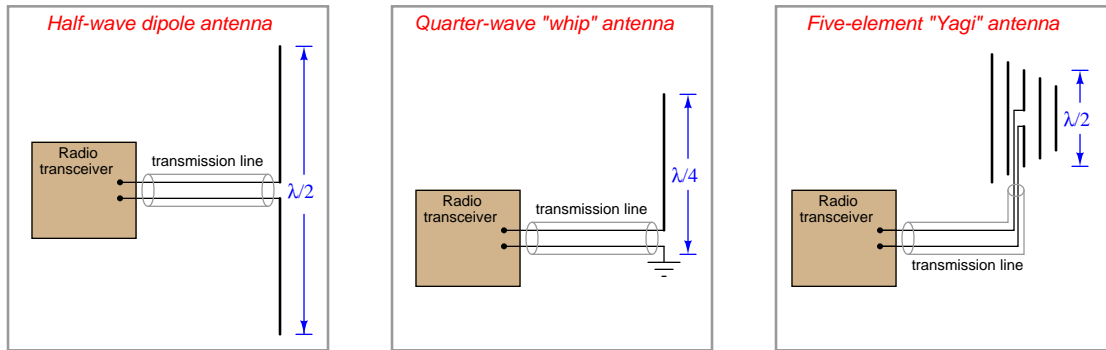 Half-wave dipole antenna
Radio
transceiver
transmission line
λ/2
Quarter-wave "whip" antenna
Radio
transceiver
transmission line
λ/4
Five-element "Yagi" antenna
Radio
transceiver
transmission line
λ/2